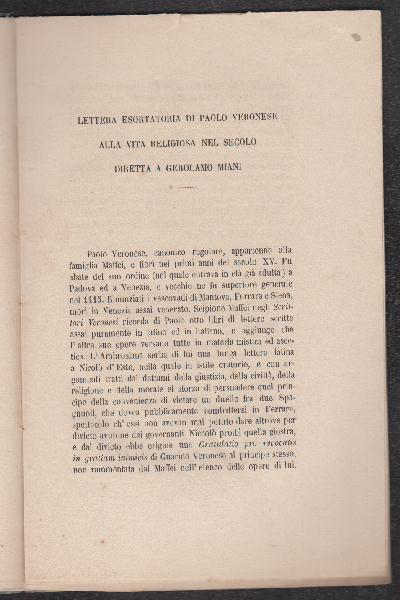 LETTERA ESORTATORIA DI PAOLO VERONESE
ALLA VITA RELIGIOSA NEL SECOLO
DIRETTA A GEROLAMO MIANI
Paolo Veronese, canonico regolare, appartenne alla
famiglia Maffei, e fiorì nei primi anni del secolo XV. Fu
abate del suo ordine (nel quale entrava in età già adulta) a
Padova ed a Venezia, e vecchio ne fu superiore generale
nel Rinunziati i vescovadi di Mantova, Ferrara e Siena,
morì in Venezia assai venerato. Scipione Maffei negli Scrit-
tori Veronesi ricorda di Paolo otto libri di lettere scritte
assai puramente in latino ed in italiano, e aggiunge che
l'altre sue opere versano tutte in materia mistica ed asce-
tica. L'Ambrosiana serba di lui una lunga lettera latina
a Nicolò d'Este, nella quale in istile oratorio, e con ar-
gomenti tratti dai dettami della giustizia, della civiltà, della
religione e della morale si sforza di persuadere quel prin-
cipe della convenienza di vietare un duello fra due Spa-
gnuoli, che dovea pubblicamente combattersi in Ferrara,
spettacolo ch'essi non aveano mai potuto dare altrove per
divieto avutone dai governanti. Niccolò proibì quella giostra,
e dal divieto ebbe origine una Gratulatio pro revocatis
in gratiam inimicis di Guarino Veronese al principe stesso,
non rammentata dal Maffei nell'elenco delle opere di lui.